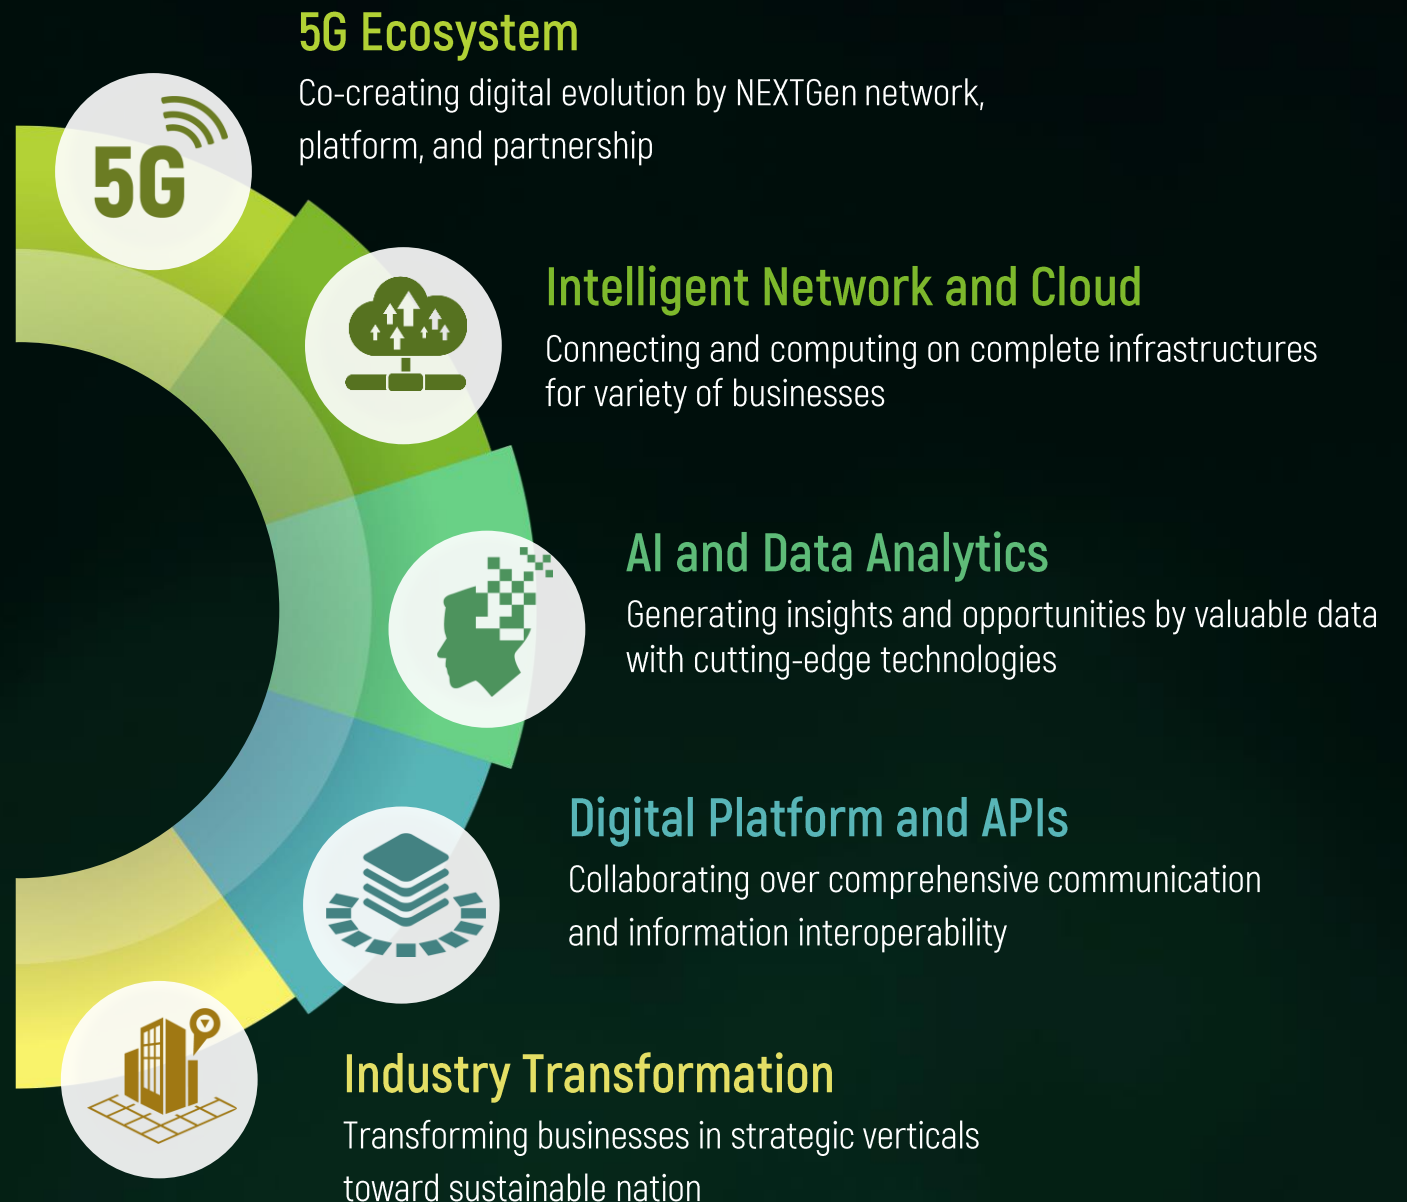 5G Ecosystem
Co-creating digital evolution by NEXTGen network,
platform, and partnership
5G
Intelligent Network and Cloud
Connecting and computing on complete infrastructures
for variety of businesses
AI and Data Analytics
Generating insights and opportunities by valuable data
with cutting-edge technologies
Digital Platform and APIs
Collaborating over comprehensive communication
and information interoperability
Industry Transformation
Transforming businesses in strategic verticals
toward sustainable nation